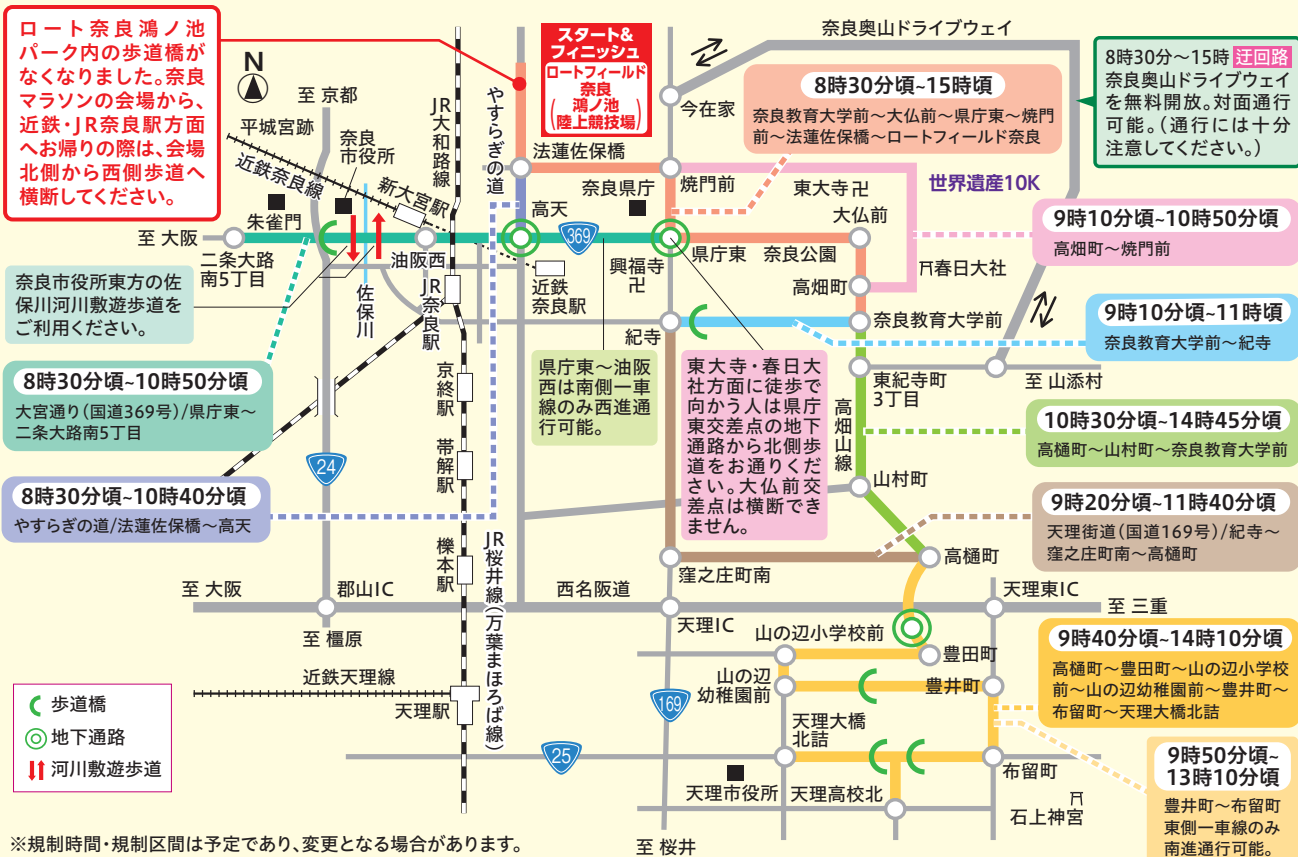 ロート奈良鴻ノ池
パーク内の歩道橋が
なくなりました。奈良
マラソンの会場から、
近鉄・JR奈良駅方面
へお帰りの際は、会場
北側から西側歩道へ
横断してください。
N
至 京都
平城宮跡
奈良
市役所
近鉄奈良線
新大宮駅
朱雀門
至 大阪
二条大路
南5丁目
油阪西
佐保川
JR大和路線
JR奈良駅
やすらぎの道
スタート&
フィニッシュ
ロートフィールド
奈良
鴻ノ池
陸上競技場
法蓮佐保橋
高天
369
近鉄
奈良駅
奈良県庁
焼門前
興福寺
卍
県庁東
奈良公園
東大寺卍
大仏前
高畑町
春日大社
奈良教育大学前
紀寺
今在家
奈良奥山ドライブウェイ
世界遺産10K
8時30分頃~15時頃
奈良教育大学前〜大仏前〜県庁東〜焼門
前〜法蓮佐保橋〜ロートフィールド奈良
8時30分〜15時 迂回路
奈良奥山ドライブウェイ
を無料開放。対面通行
可能。(通行には十分
注意してください。)
9時10分頃~10時50分頃
高畑町〜焼門前
9時10分頃~11時頃
奈良教育大学前〜紀寺
奈良市役所東方の佐
保川河川敷遊歩道を
ご利用ください。
8時30分頃~10時50分頃
大宮通り(国道369号)/県庁東〜
二条大路南5丁目
8時30分頃~10時40分頃
やすらぎの道/法蓮佐保橋〜高天
県庁東〜油阪
西は南側一車
線のみ西進通
行可能。
東大寺・春日大
社方面に徒歩で
向かう人は県庁
東交差点の地下
通路から北側歩
道をお通りくだ
さい。大仏前交
差点は横断でき
ません。
東紀寺町
3丁目
至 山添村
高畑山線
山村町
10時30分頃~14時45分頃
高樋町〜山村町〜奈良教育大学前
9時20分頃~11時40分頃
天理街道(国道169号)/紀寺〜
窪之庄町南〜高樋町
京終駅
帯解駅
櫟本駅
24
JR桜井線(万葉まほろば線)
窪之庄町南
高樋町
至 大阪
郡山IC
西名阪道
天理IC
天理東IC
至 三重
至 橿原
近鉄天理線
天理駅
山の辺小学校前
豊田町
山の辺
幼稚園前
豊井町
169
25
天理大橋
北詰
布留町
天理市役所
天理高校北
石上神宮
至 桜井
9時40分頃~14時10分頃
高樋町〜豊田町〜山の辺小学校
前〜山の辺幼稚園前〜豊井町〜
布留町〜天理大橋北詰
9時50分頃~
13時10分頃
豊井町〜布留町
東側一車線のみ
南進通行可能。
歩道橋
地下通路
河川敷遊歩道
※規制時間・規制区間は予定であり、変更となる場合があります。